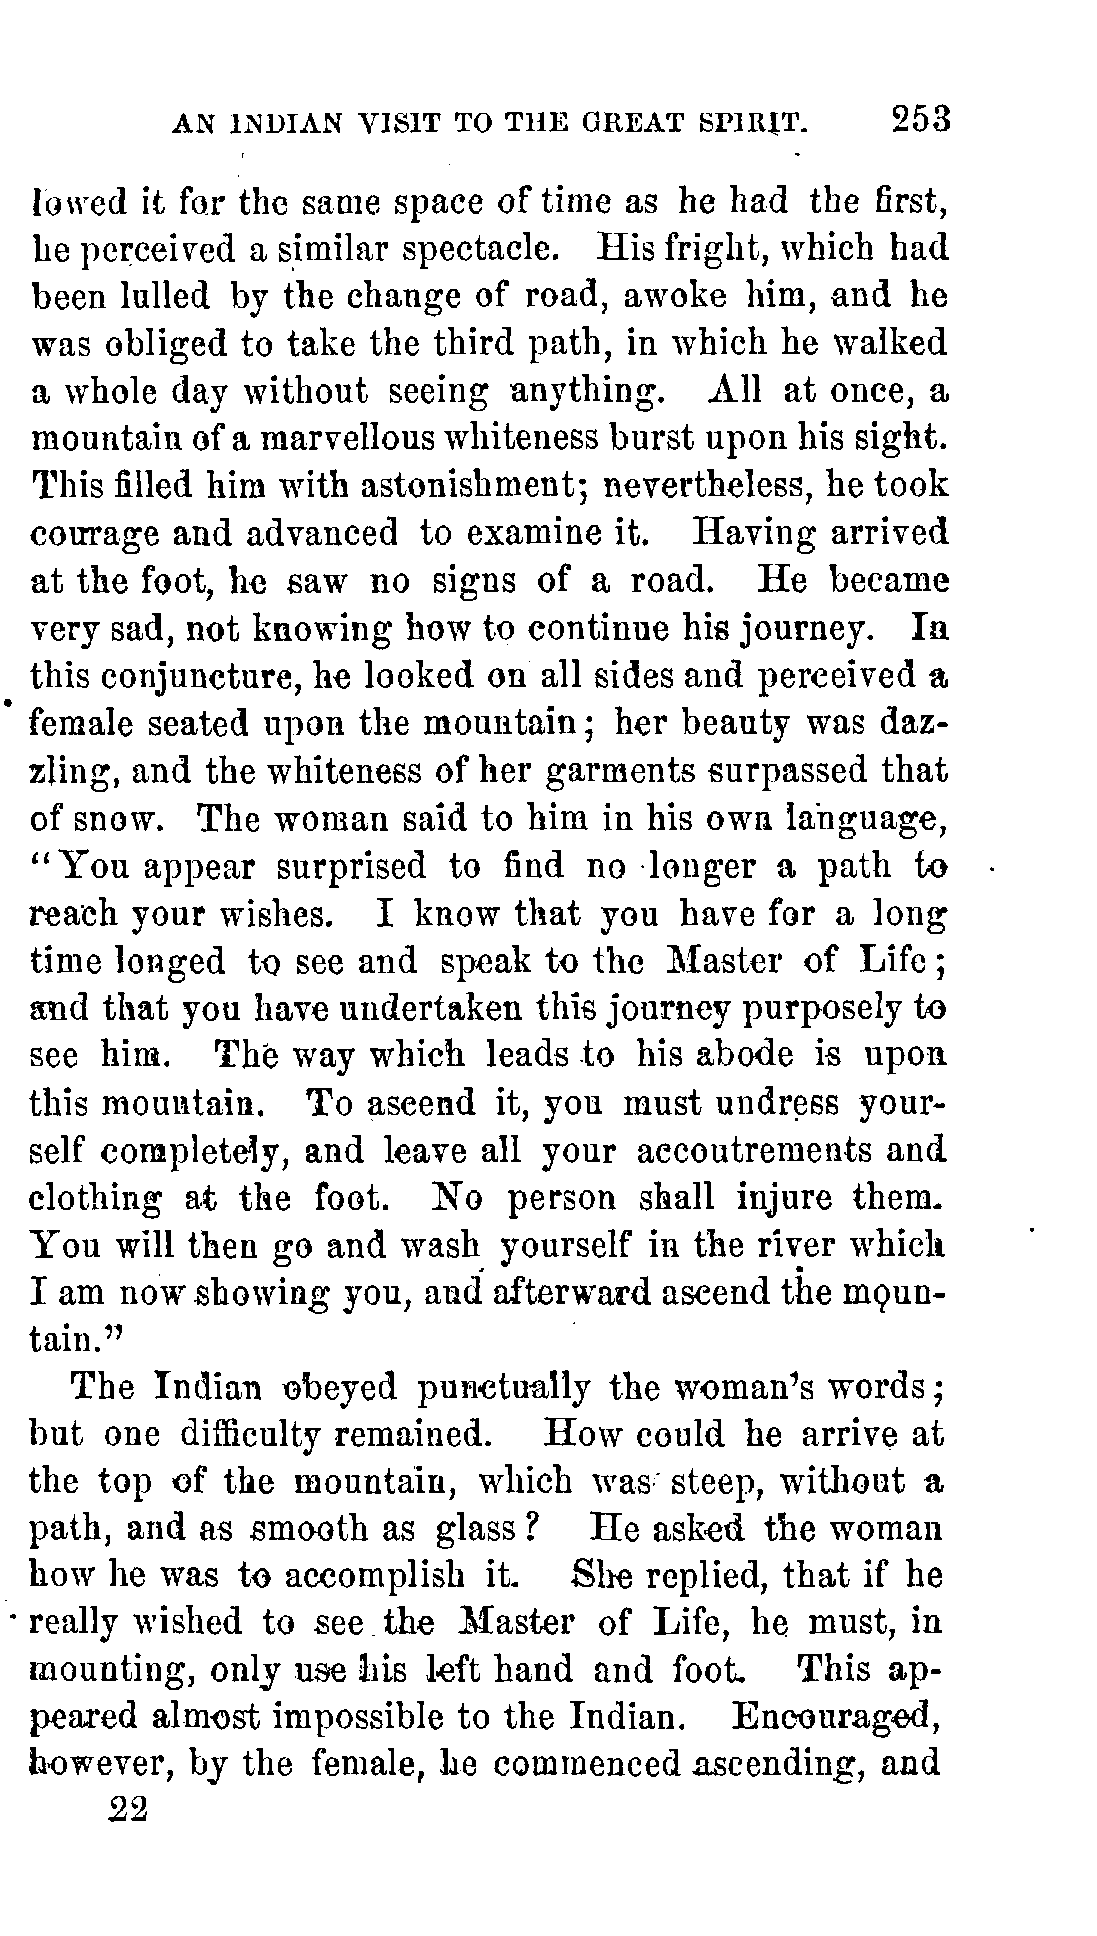 AN INDIAN VISIT TO THE GREAT SPIRIT. 253
lowed it for the same space of time as he had the first,
he perceived a similar spectacle. His fright, which had
been lulled by the change of road, awoke him, and he
was obliged to take the third path, in which he walked
a whole day without seeing anything. All at once, a
mountain of a marvellous whiteness burst upon his sight.
This filled him with astonishment; nevertheless, he took
courage and advanced to examine it. Having arrived
at the foot, he saw no signs of a road. He became
very sad, not knowing how to continue his journey. In
this conjuncture, he looked on all sides and perceived a
female seated upon the mountain; her beauty was daz-
zling, and the whiteness of her garments surpassed that
of snow. The woman said to him in his own language,
"You appear surprised to find no longer a path to
reach your wishes. I know that you have for a long
time longed to see and speak to the Master of Life;
and that you have undertaken this journey purposely to
see him. The way which leads to his abode is upon
this mountain. To ascend it, you must undress your-
self completely, and leave all your accoutrements and
clothing at the foot. No person shall injure them.
You will then go and wash yourself in the river which
I am now showing you, and afterward ascend the moun-
tain."
The Indian obeyed punctually the woman's words;
but one difficulty remained. How could he arrive at
the top of the mountain, which was steep, without a
path, and as smooth as glass? He asked the woman
how he was to accomplish it. She replied, that if he
really wished to see the Master of Life, he must, in
mounting, only use his left hand and foot. This ap-
peared almost impossible to the Indian. Encouraged,
however, by the female, he commenced ascending, and
22